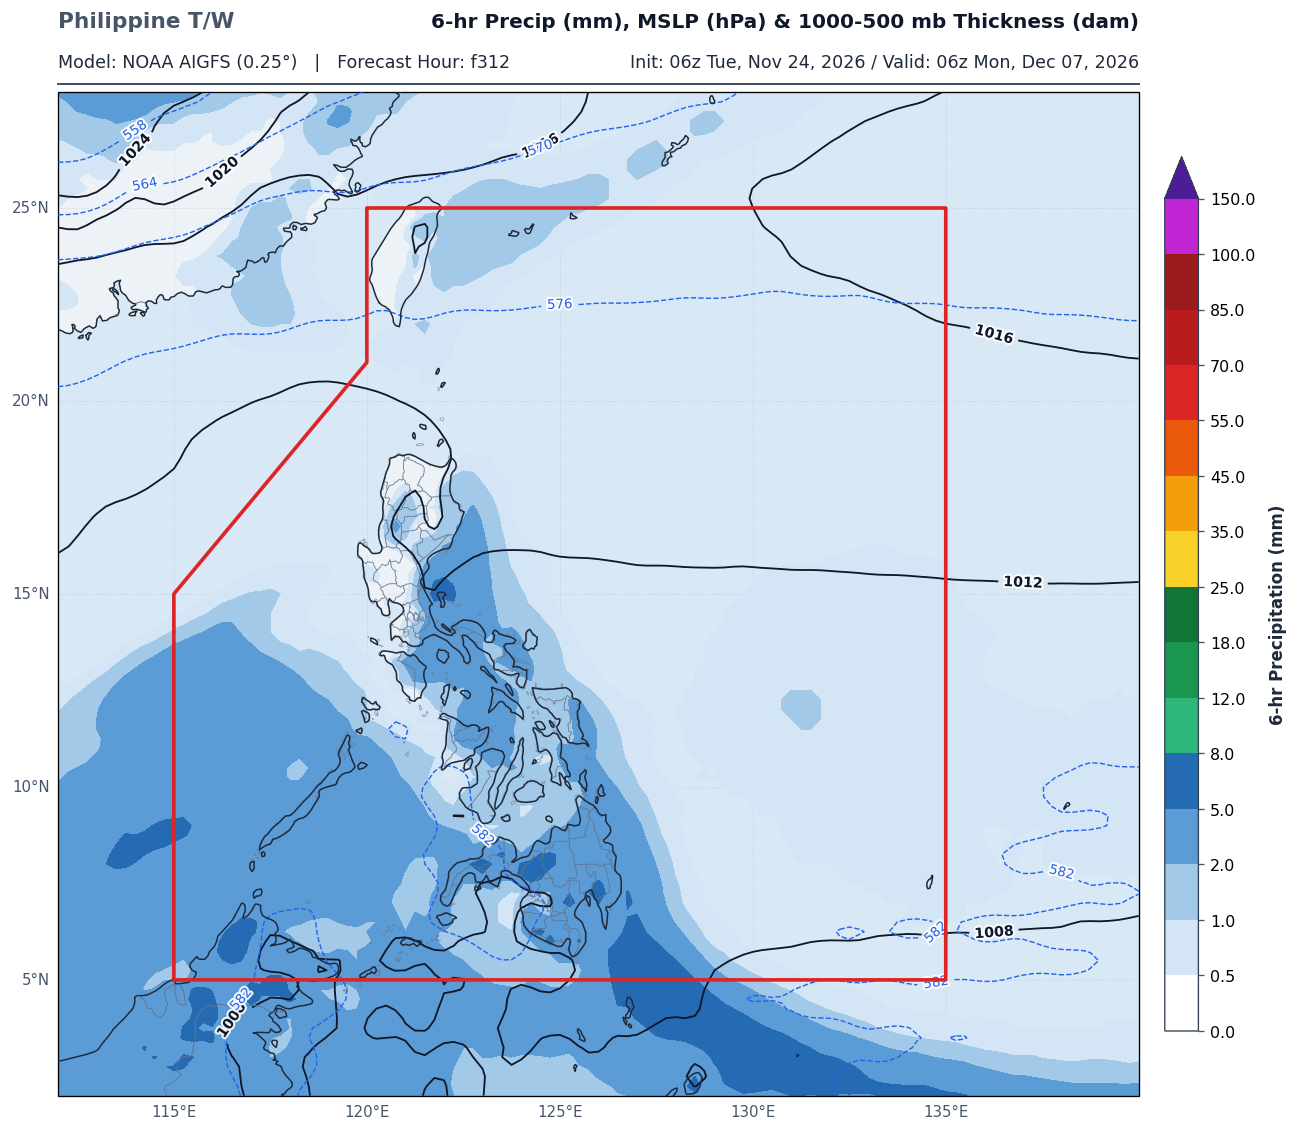 Philippine T/W
6-hr Precip (mm), MSLP (hPa) & 1000-500 mb Thickness (dam)
Model: NOAA AIGFS (0.25°) | Forecast Hour: f312
Init: 06z Tue, Nov 24, 2026 / Valid: 06z Mon, Dec 07, 2026
558
1024
564
1020
570
25°N
576
1016
20°N
15°N
1012
10°N
582
582
582
1008
5°N
582
582
115°E
120°E
125°E
130°E
135°E
150.0
100.0
85.0
70.0
55.0
45.0
35.0
25.0
18.0
12.0
8.0
5.0
2.0
1.0
0.5
0.0
6-hr Precipitation (mm)